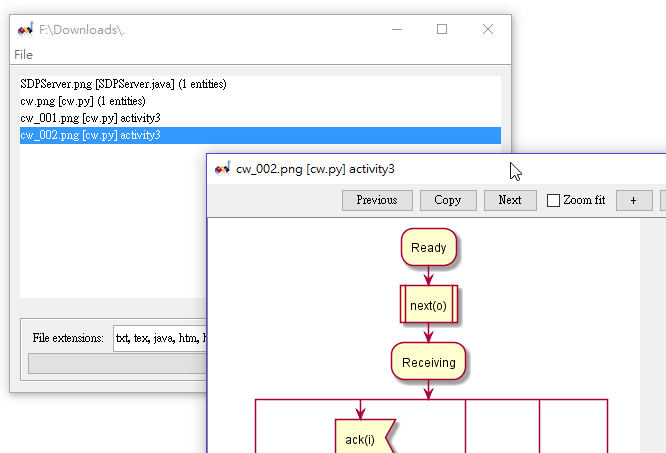 F:\Downloads\.
File
SDPServer.png [SDPServer.java] (1 entities)
cw.png [cw.py] (1 entities)
cw_001.png [cw.py] activity3
cw_002.png [cw.py] activity3
File extensions: txt, tex, java, htm,
cw_002.png [cw.py] activity3
Previous Copy Next Zoom fit +
Ready
next(o)
Receiving
ack(i)